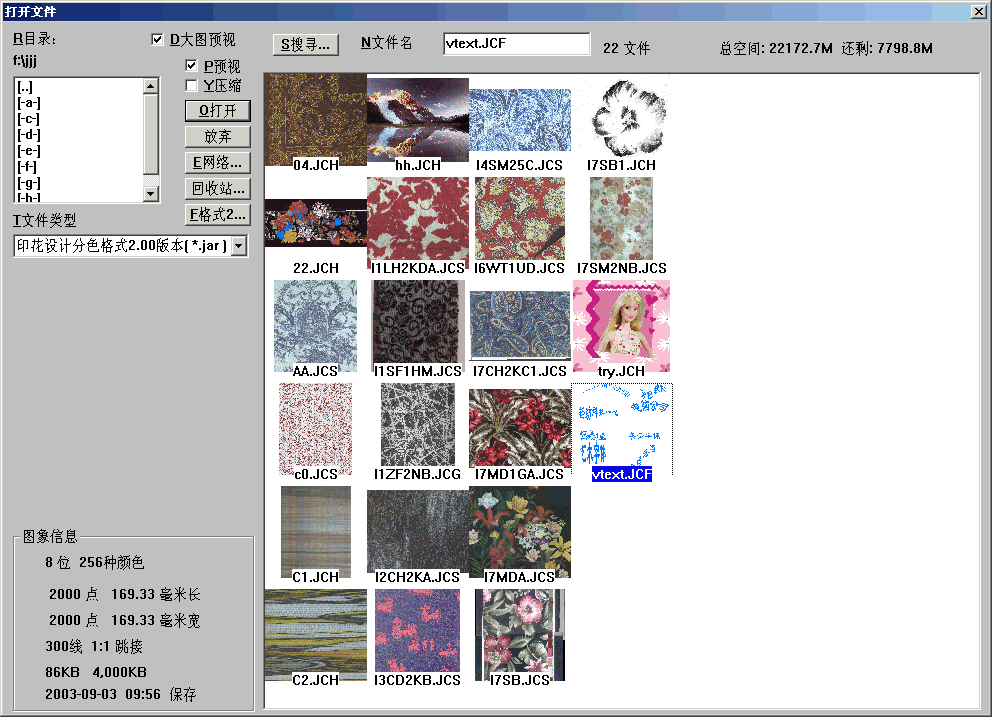 打开文件
R目录:
D大图预视
S搜寻...
N文件名
vtext.JCF
22 文件
总空间: 22172.7M 还剩: 7798.8M
f:\jjj
P预视
Y压缩
[..]
[-a-]
[-c-]
[-d-]
[-e-]
[-f-]
[-g-]
[-h-]
O打开
放弃
E网络...
回收站...
F格式2...
T文件类型
印花设计分色格式2.00版本( *.jar )
04.JCH
hh.JCH
I4SM25C.JCS
I7SB1.JCH
22.JCH
I1LH2KDA.JCS
I6WT1UD.JCS
I7SM2NB.JCS
AA.JCS
I1SF1HM.JCS
I7CH2KC1.JCS
try.JCH
c0.JCS
I1ZF2NB.JCG
I7MD1GA.JCS
vtext.JCF
C1.JCH
I2CH2KA.JCS
I7MDA.JCS
C2.JCH
I3CD2KB.JCS
I7SB.JCS
图象信息
8 位 256种颜色
2000 点 169.33 毫米长
2000 点 169.33 毫米宽
300线 1:1 跳接
86KB 4,000KB
2003-09-03 09:56 保存